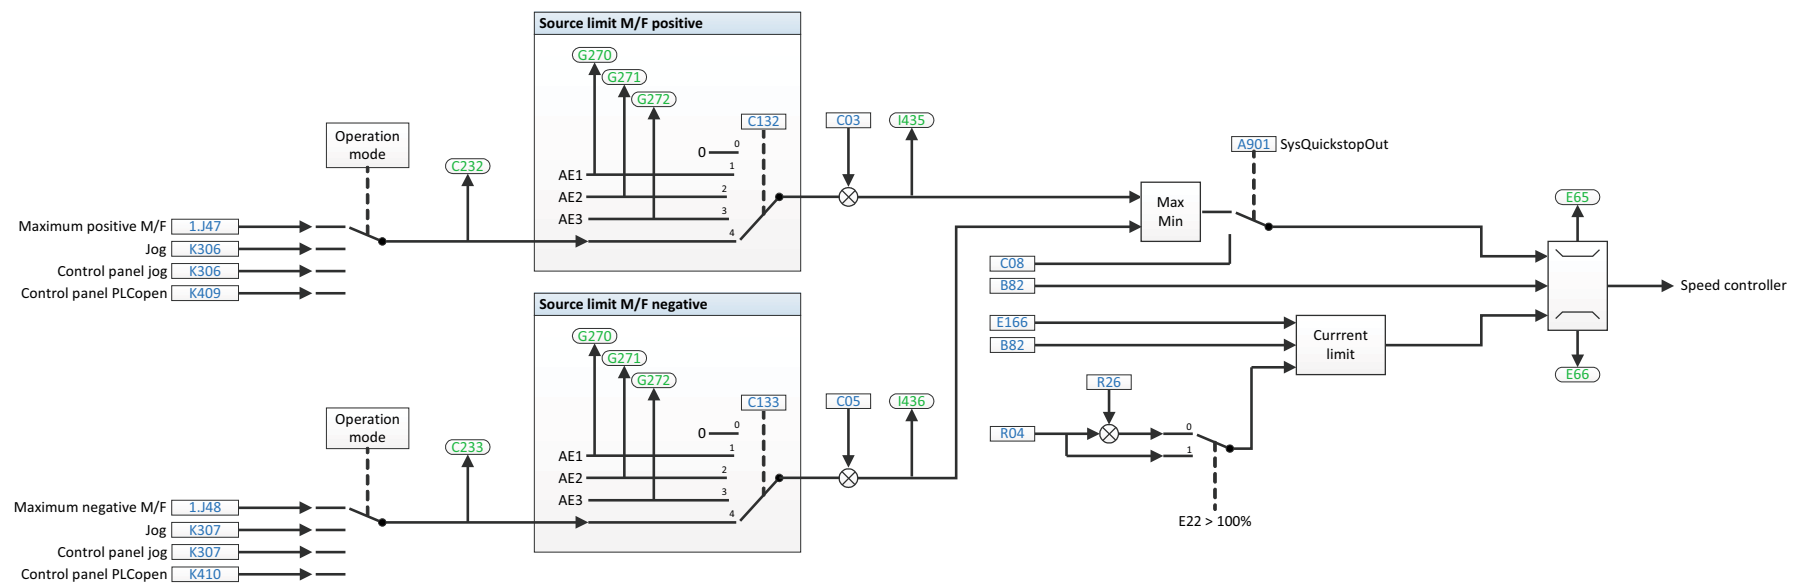 Source limit M/F positive
G270
G271
G272
C132
0
0
AE1
1
AE2
2
AE3
3
4
Operation
mode
C232
Maximum positive M/F 1.J47
Jog K306
Control panel jog K306
Control panel PLCopen K409
C03
I435
A901 SysQuickstopOut
Max
Min
C08
B82
E65
Speed controller
E66
E166
B82
Currrent
limit
R26
R04
0
1
E22 > 100%
Source limit M/F negative
G270
G271
G272
C133
0
0
AE1
1
AE2
2
AE3
3
4
Operation
mode
C233
Maximum negative M/F 1.J48
Jog K307
Control panel jog K307
Control panel PLCopen K410
C05
I436